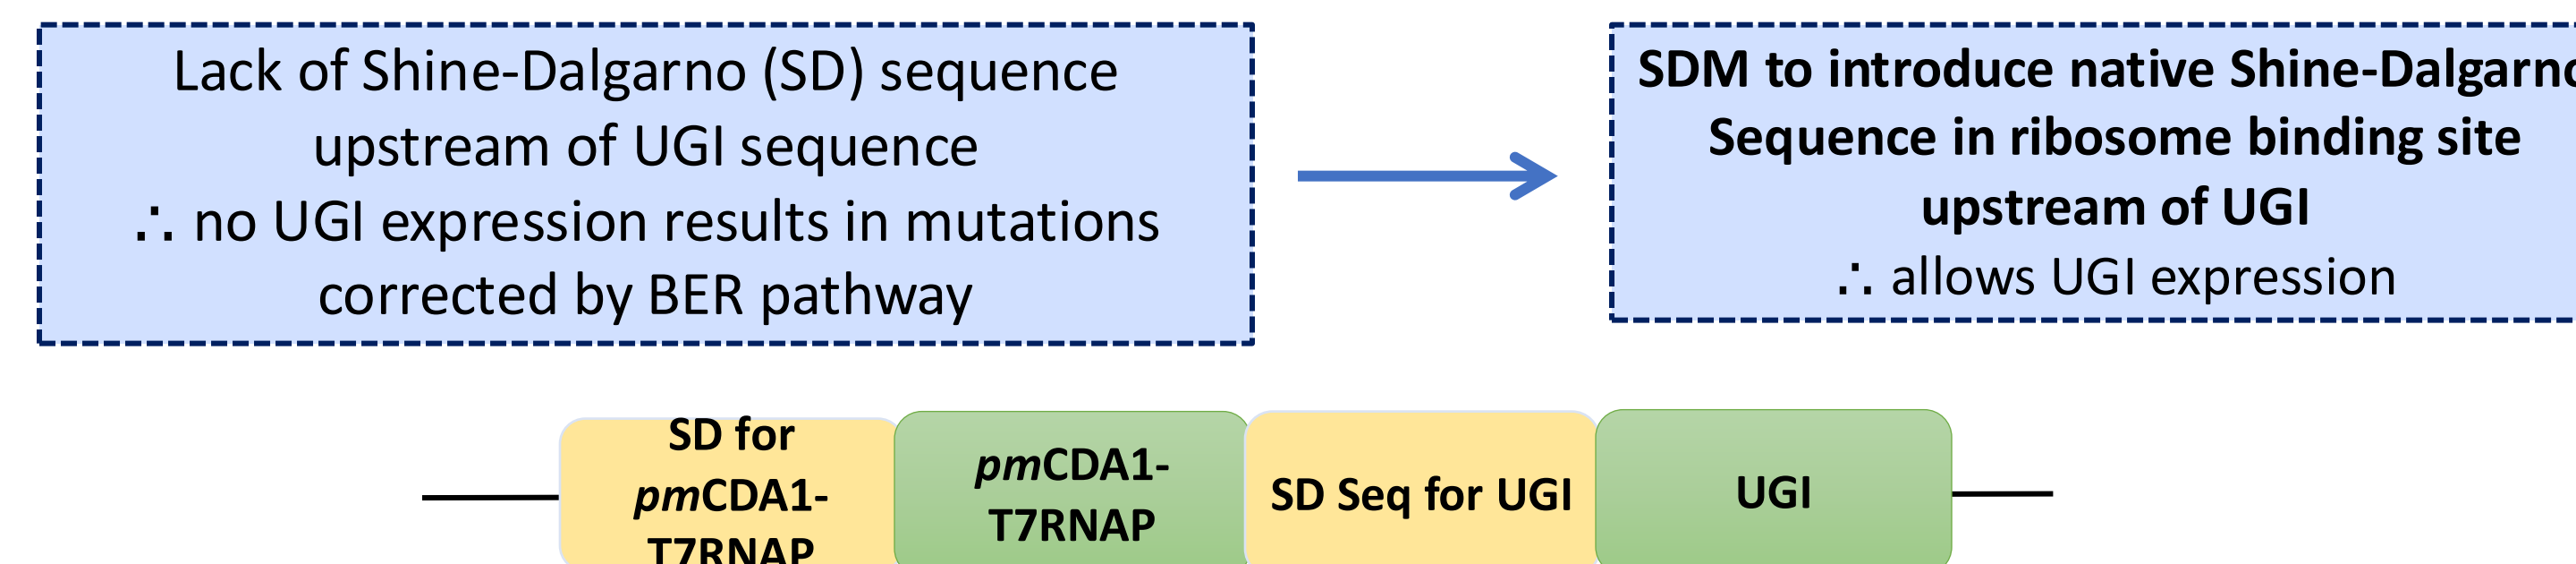 Lack of Shine-Dalgarno (SD) sequence
upstream of UGI sequence
∴ no UGI expression results in mutations
corrected by BER pathway
SDM to introduce native Shine-Dalgarno
Sequence in ribosome binding site
upstream of UGI
∴ allows UGI expression
SD for
pmCDA1-
T7RNAP
pmCDA1-
T7RNAP
SD Seq for UGI
UGI